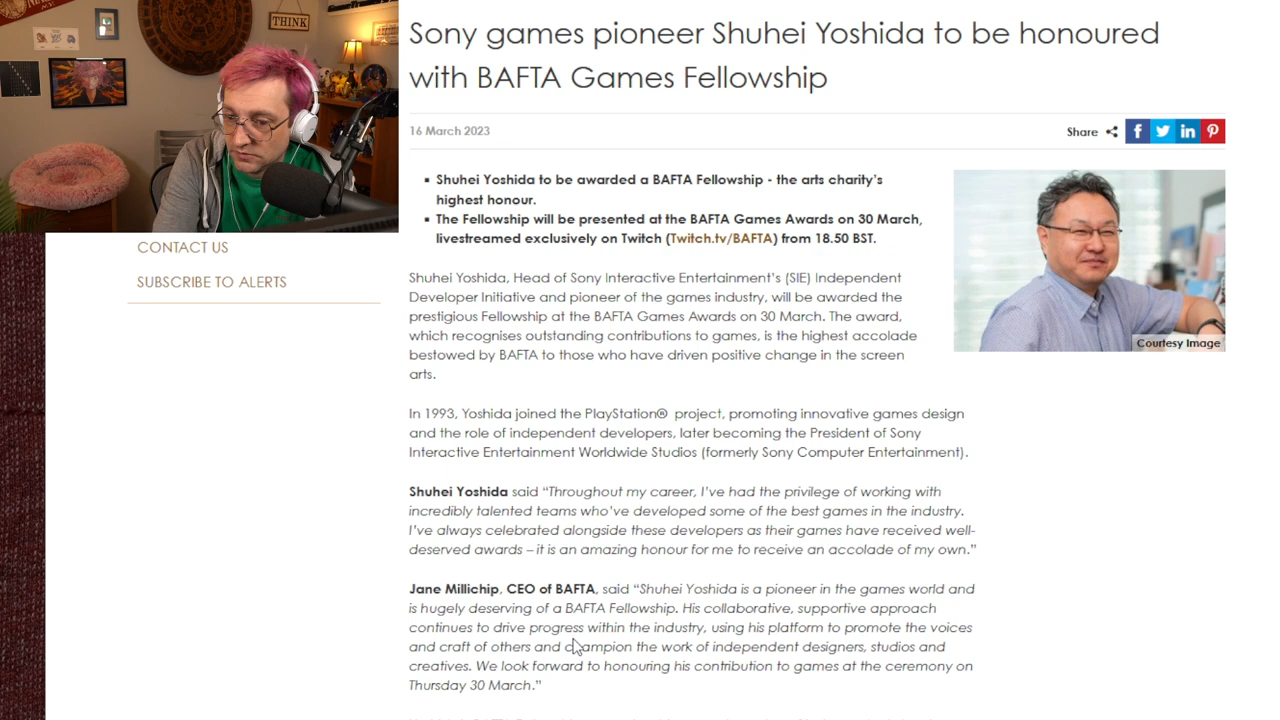 THINK
Sony games pioneer Shuhei Yoshida to be honoured
with BAFTA Games Fellowship
16 March 2023
Share
Shuhei Yoshida to be awarded a BAFTA Fellowship - the arts charity's
highest honour.
The Fellowship will be presented at the BAFTA Games Awards on 30 March,
livestreamed exclusively on Twitch (Twitch.tv/BAFTA) from 18.50 BST.
Courtesy Image
CONTACT US
SUBSCRIBE TO ALERTS
Shuhei Yoshida, Head of Sony Interactive Entertainment's (SIE) Independent
Developer Initiative and pioneer of the games industry, will be awarded the
prestigious Fellowship at the BAFTA Games Awards on 30 March. The award,
which recognises outstanding contributions to games, is the highest accolade
bestowed by BAFTA to those who have driven positive change in the screen
arts.
In 1993, Yoshida joined the PlayStation® project, promoting innovative games design
and the role of independent developers, later becoming the President of Sony
Interactive Entertainment Worldwide Studios (formerly Sony Computer Entertainment).
Shuhei Yoshida said “Throughout my career, I've had the privilege of working with
incredibly talented teams who've developed some of the best games in the industry.
I've always celebrated alongside these developers as their games have received well-
deserved awards – it is an amazing honour for me to receive an accolade of my own.”
Jane Millichip, CEO of BAFTA, said “Shuhei Yoshida is a pioneer in the games world and
is hugely deserving of a BAFTA Fellowship. His collaborative, supportive approach
continues to drive progress within the industry, using his platform to promote the voices
and craft of others and champion the work of independent designers, studios and
creatives. We look forward to honouring his contribution to games at the ceremony on
Thursday 30 March.”